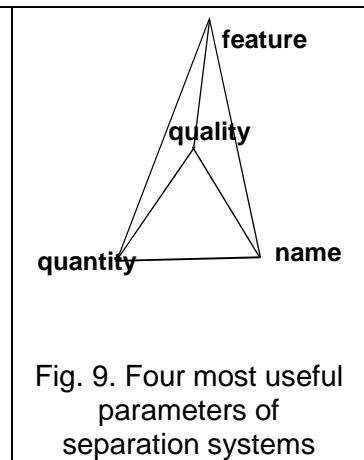 feature
quality
quantity
name
Fig. 9. Four most useful
parameters of
separation systems